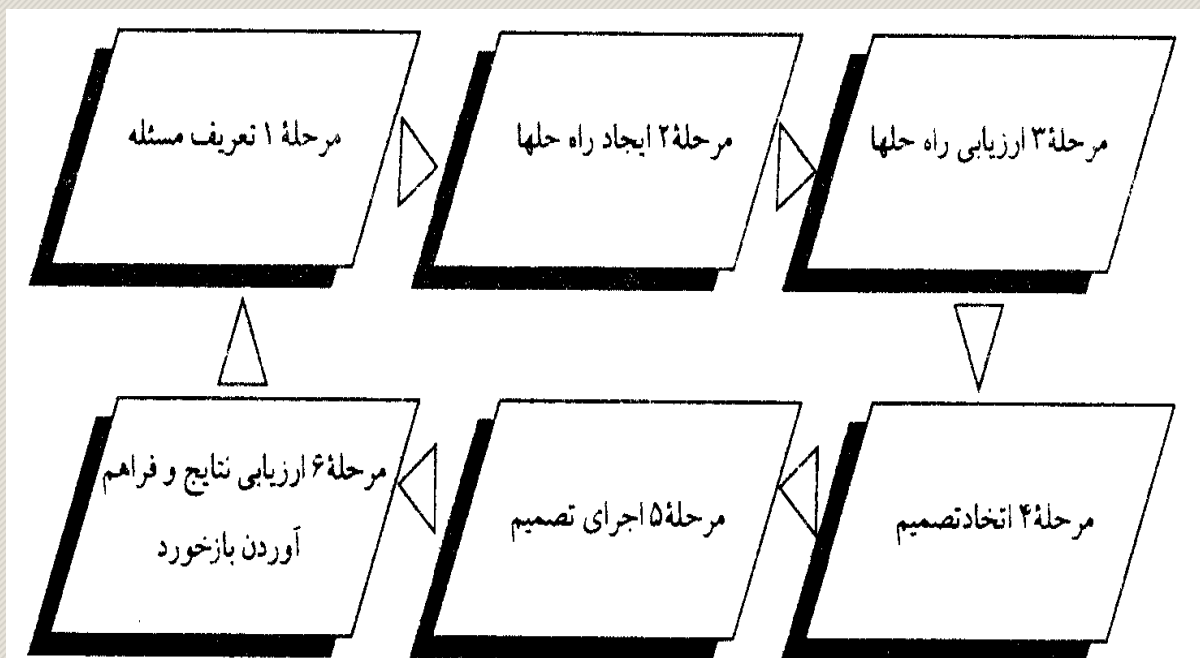 مرحلهٔ ۱ تعریف مسئله
مرحلهٔ ۲ ایجاد راه حلها
مرحلهٔ ۳ ارزیابی راه حلها
مرحلهٔ ۴ اتخادتصمیم
مرحلهٔ ۵ اجرای تصمیم
مرحلهٔ ۶ ارزیابی نتایج و فراهم
آوردن بازخورد